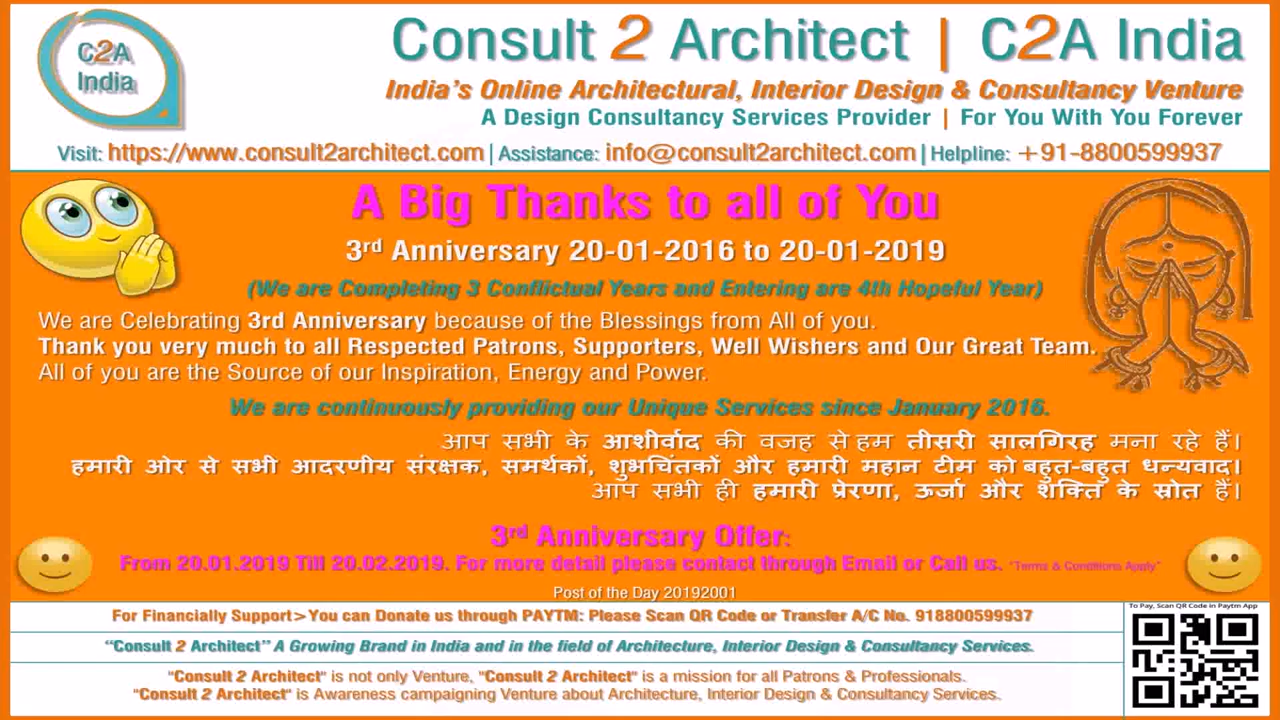 C2A
India
Consult 2 Architect | C2A India
India's Online Architectural, Interior Design & Consultancy Venture
A Design Consultancy Services Provider | For You With You Forever
Visit: https://www.consult2architect.com | Assistance: info@consult2architect.com | Helpline: +91-8800599937
A Big Thanks to all of You
3rd Anniversary 20-01-2016 to 20-01-2019
(We are Completing 3 Conflictual Years and Entering are 4th Hopeful Year)
We are Celebrating 3rd Anniversary because of the Blessings from All of you.
Thank you very much to all Respected Patrons, Supporters, Well Wishers and Our Great Team.
All of you are the Source of our Inspiration, Energy and Power.
We are continuously providing our Unique Services since January 2016.
आप सभी के आशीर्वाद की वजह से हम तीसरी सालगिरह मना रहे हैं।
हमारी ओर से सभी आदरणीय संरक्षक, समर्थकों, शुभचिंतकों और हमारी महान टीम को बहुत-बहुत धन्यवाद।
आप सभी ही हमारी प्रेरणा, ऊर्जा और शक्ति के स्रोत हैं।
3rd Anniversary Offer:
From 20.01.2019 Till 20.02.2019. For more detail please contact through Email or Call us. "Terms & Conditions Apply"
Post of the Day 20192001
For Financially Support > You can Donate us through PAYTM: Please Scan QR Code or Transfer A/C No. 918800599937
To Pay, Scan QR Code in Paytm App
"Consult 2 Architect" A Growing Brand in India and in the field of Architecture, Interior Design & Consultancy Services.
"Consult 2 Architect" is not only Venture, "Consult 2 Architect" is a mission for all Patrons & Professionals.
"Consult 2 Architect" is Awareness campaigning Venture about Architecture, Interior Design & Consultancy Services.